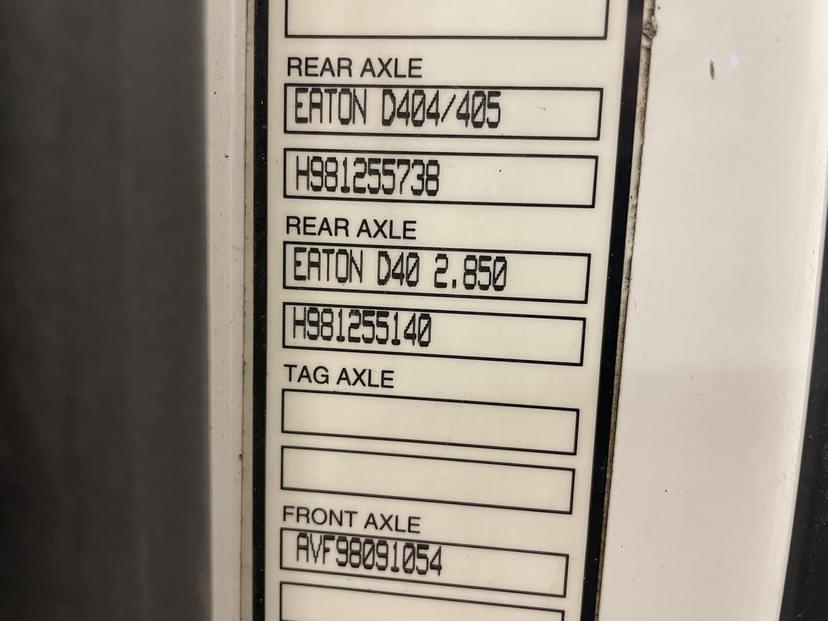 REAR AXLE
EATON D404/405
H981255738
REAR AXLE
EATON D40 2.850
H981255140
TAG AXLE
FRONT AXLE
AVF98091054